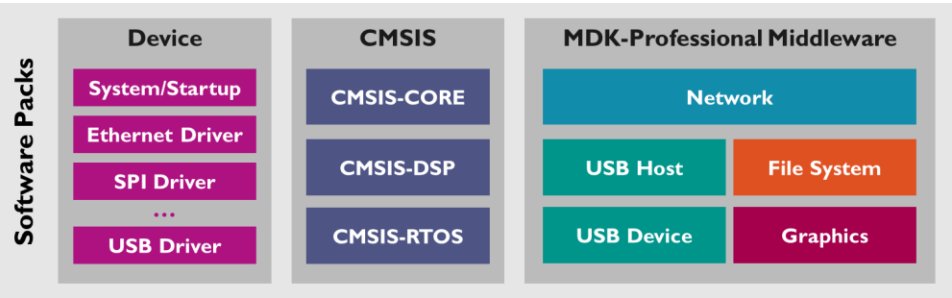 Software Packs
Device
System/Startup
Ethernet Driver
SPI Driver
...
USB Driver
CMSIS
CMSIS-CORE
CMSIS-DSP
CMSIS-RTOS
MDK-Professional Middleware
Network
USB Host
File System
USB Device
Graphics